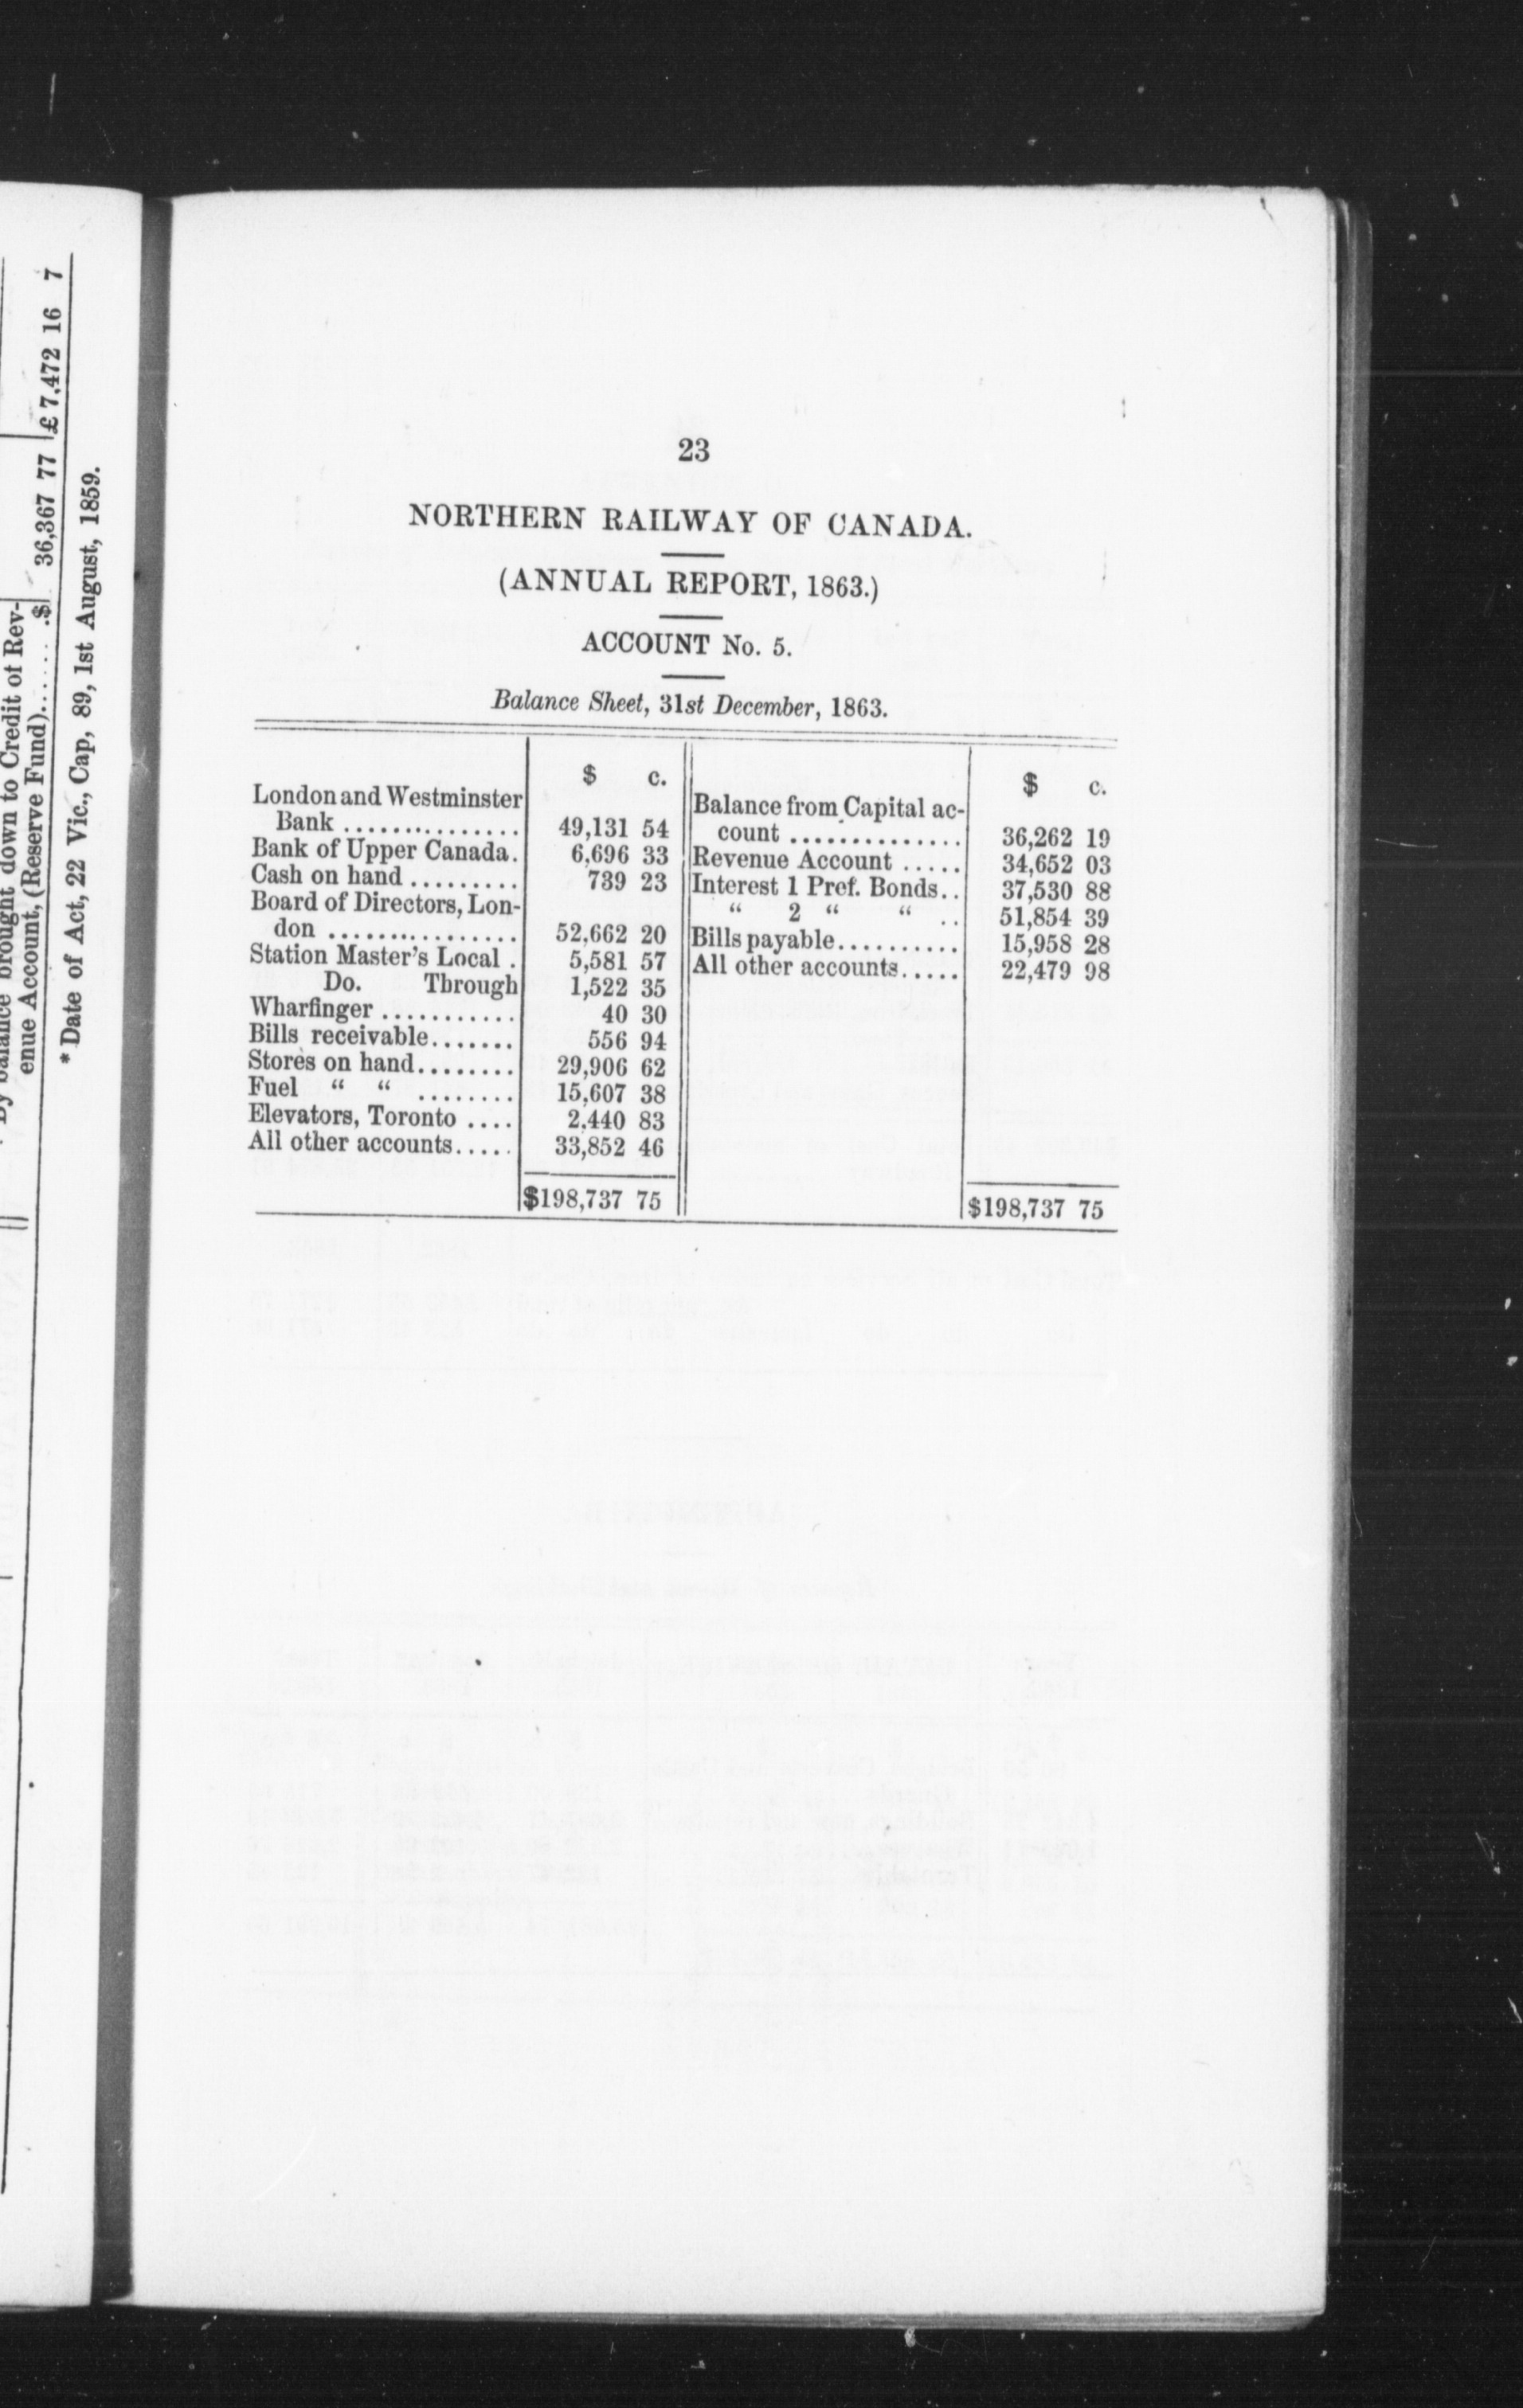 23
NORTHERN RAILWAY OF CANADA.
(ANNUAL REPORT, 1863.)
ACCOUNT No. 5.
Balance Sheet, 31st December, 1863.
$ c.
London and Westminster
Bank ............... 49,131 54
Bank of Upper Canada. 6,696 33
Cash on hand ......... 739 23
Board of Directors, Lon-
don ................ 52,662 20
Station Master's Local . 5,581 57
Do. Through 1,522 35
Wharfinger ........... 40 30
Bills receivable....... 556 94
Stores on hand........ 29,906 62
Fuel “ “ ........ 15,607 38
Elevators, Toronto .... 2,440 83
All other accounts..... 33,852 46
$198,737 75
$ c.
Balance from Capital ac-
count .............. 36,262 19
Revenue Account ..... 34,652 03
Interest 1 Pref. Bonds.. 37,530 88
“ 2 “ “ .. 51,854 39
Bills payable.......... 15,958 28
All other accounts..... 22,479 98
$198,737 75
By balance brought down to Credit of Rev-
enue Account, (Reserve Fund)...... .$ 36,367 77 £7,472 16 7
* Date of Act, 22 Vic., Cap, 89, 1st August, 1859.